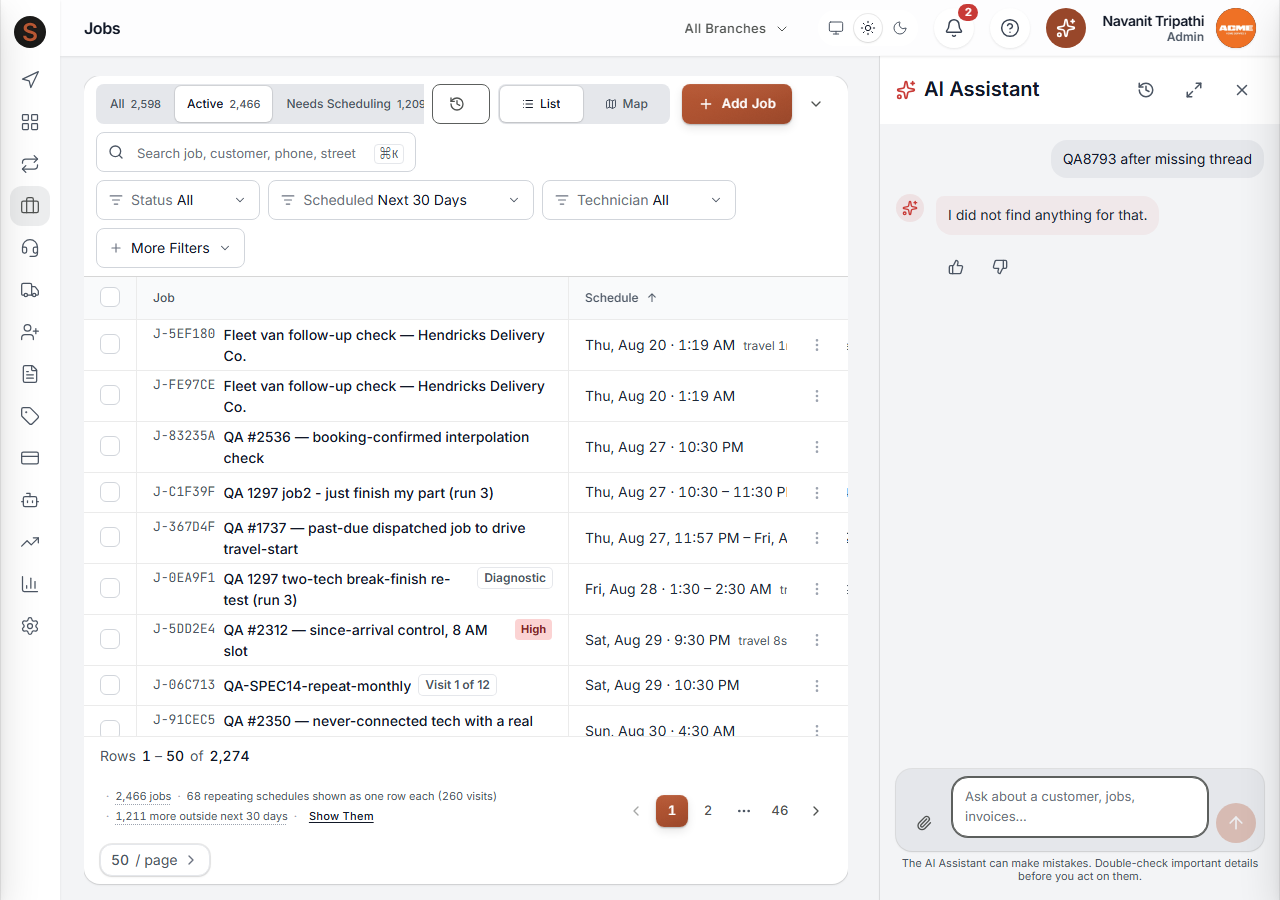 S
Jobs
All Branches
2
Navanit Tripathi
Admin
ACME
All 2,598
Active 2,466
Needs Scheduling 1,209
List
Map
+ Add Job
Search job, customer, phone, street
⌘K
Status All
Scheduled Next 30 Days
Technician All
+ More Filters
Job
Schedule ↑
J-5EF180 Fleet van follow-up check — Hendricks Delivery
Co.
Thu, Aug 20 · 1:19 AM travel
J-FE97CE Fleet van follow-up check — Hendricks Delivery
Co.
Thu, Aug 20 · 1:19 AM
J-83235A QA #2536 — booking-confirmed interpolation
check
Thu, Aug 27 · 10:30 PM
J-C1F39F QA 1297 job2 - just finish my part (run 3)
Thu, Aug 27 · 10:30 – 11:30 P
J-367D4F QA #1737 — past-due dispatched job to drive
travel-start
Thu, Aug 27, 11:57 PM – Fri, A
J-0EA9F1 QA 1297 two-tech break-finish re-
test (run 3)
Diagnostic
Fri, Aug 28 · 1:30 – 2:30 AM tr
J-5DD2E4 QA #2312 — since-arrival control, 8 AM
slot
High
Sat, Aug 29 · 9:30 PM travel 8s
J-06C713 QA-SPEC14-repeat-monthly Visit 1 of 12
Sat, Aug 29 · 10:30 PM
J-91CEC5 QA #2350 — never-connected tech with a real
Sun, Aug 30 · 4:30 AM
Rows 1 – 50 of 2,274
· 2,466 jobs · 68 repeating schedules shown as one row each (260 visits)
· 1,211 more outside next 30 days · Show Them
1 2 ··· 46
50 / page
AI Assistant
QA8793 after missing thread
I did not find anything for that.
Ask about a customer, jobs,
invoices...
The AI Assistant can make mistakes. Double-check important details
before you act on them.